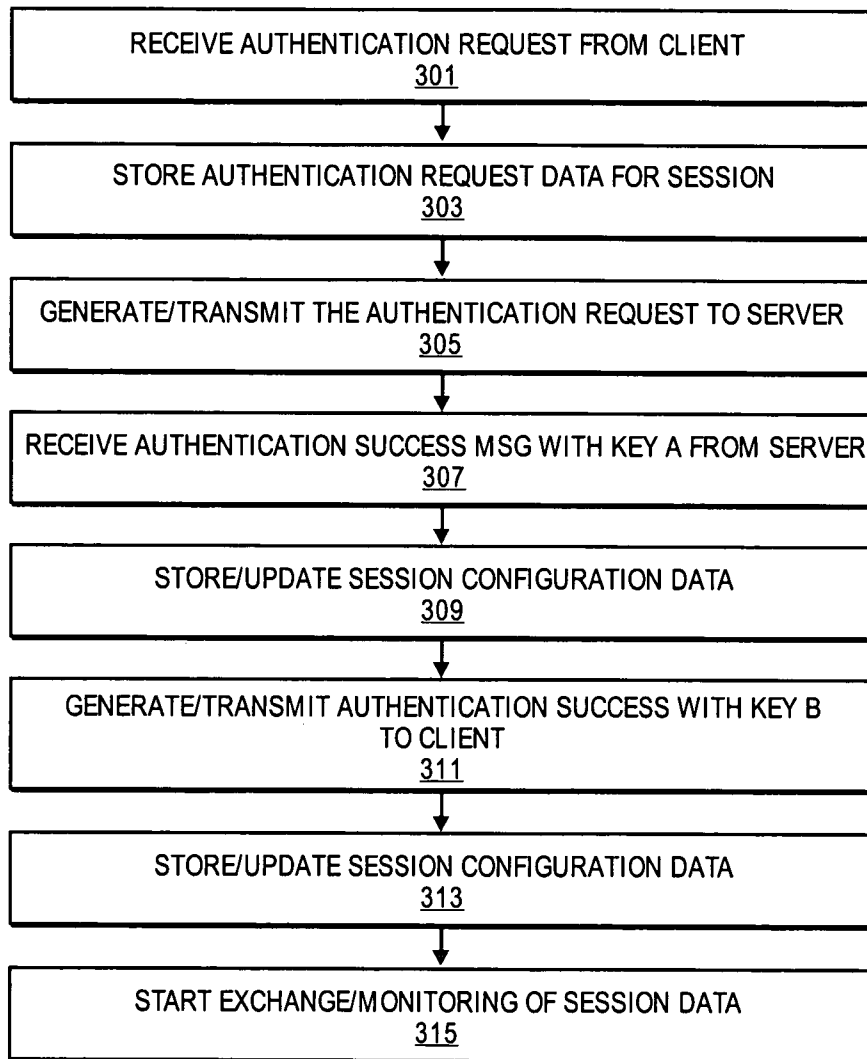 RECEIVE AUTHENTICATION REQUEST FROM CLIENT
301
STORE AUTHENTICATION REQUEST DATA FOR SESSION
303
GENERATE/TRANSMIT THE AUTHENTICATION REQUEST TO SERVER
305
RECEIVE AUTHENTICATION SUCCESS MSG WITH KEY A FROM SERVER
307
STORE/UPDATE SESSION CONFIGURATION DATA
309
GENERATE/TRANSMIT AUTHENTICATION SUCCESS WITH KEY B
TO CLIENT
311
STORE/UPDATE SESSION CONFIGURATION DATA
313
START EXCHANGE/MONITORING OF SESSION DATA
315